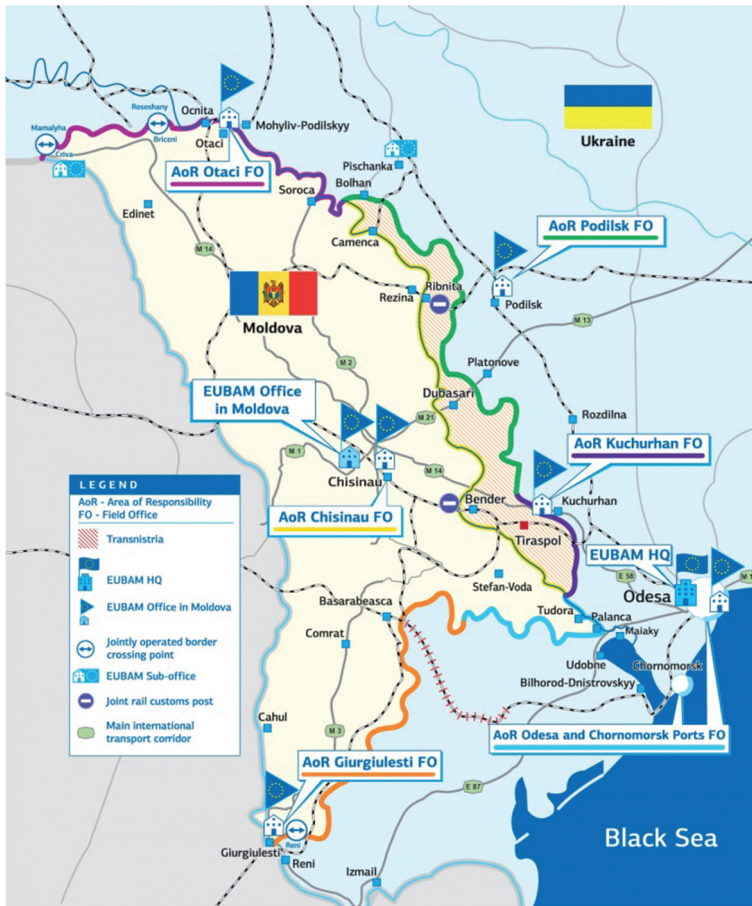 Rososhany
Ocnita
Mamalyha
Mohyliv-Podilskyy
Briceni
Otaci
Criva
Pischanka
Ukraine
AoR Otaci FO
Bolhan
Soroca
Edinet
Camenca
AoR Podilsk FO
M 14
Ribnita
Rezina
Podilsk
Moldova
M 13
M 2
Platonove
EUBAM Office
in Moldova
Dubasari
M 21
Rozdilna
AoR Kuchurhan FO
M 1
M 14
Chisinau
LEGEND
AoR - Area of Responsibility
FO - Field Office
Transnistria
EUBAM HQ
EUBAM Office in Moldova
Jointly operated border
crossing point
EUBAM Sub-office
Joint rail customs post
Main international
transport corridor
Bender
Kuchurhan
AoR Chisinau FO
Tiraspol
EUBAM HQ
E 58
M 1
Stefan-Voda
Odesa
Basarabeasca
Tudora
Palanca
Maiaky
Comrat
Udobne
Chornomorsk
Bilhorod-Dnistrovskyy
Cahul
M 3
AoR Odesa and Chornomorsk Ports FO
AoR Giurgiulesti FO
E 87
Reni
Giurgiulesti
Reni
Izmail
Black Sea